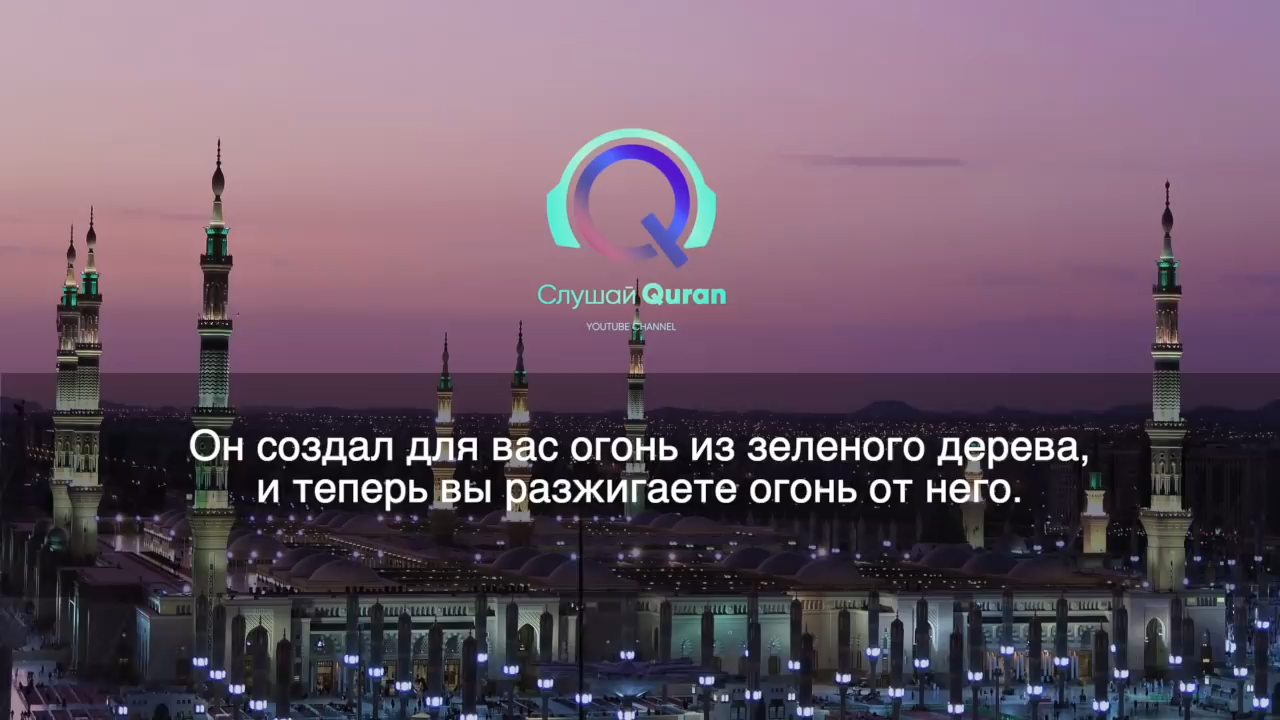 Слушай Quran
YOUTUBE CHANNEL
Он создал для вас огонь из зеленого дерева,
и теперь вы разжигаете огонь от него.